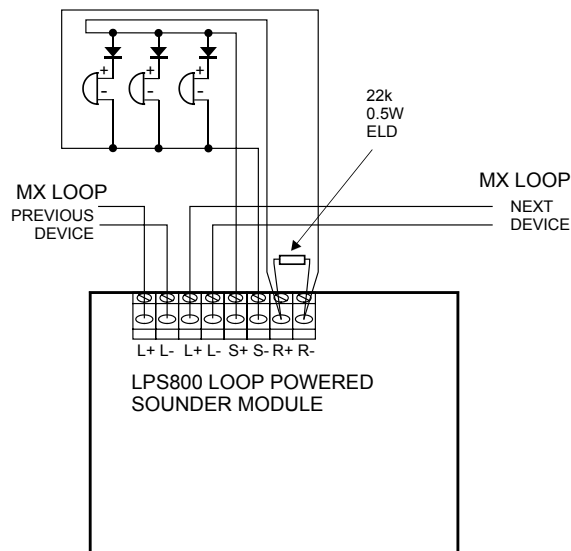 + + +
- - -
22k
0.5W
ELD
MX LOOP
PREVIOUS
DEVICE
MX LOOP
NEXT
DEVICE
L+ L- L+ L- S+ S- R+ R-
LPS800 LOOP POWERED
SOUNDER MODULE